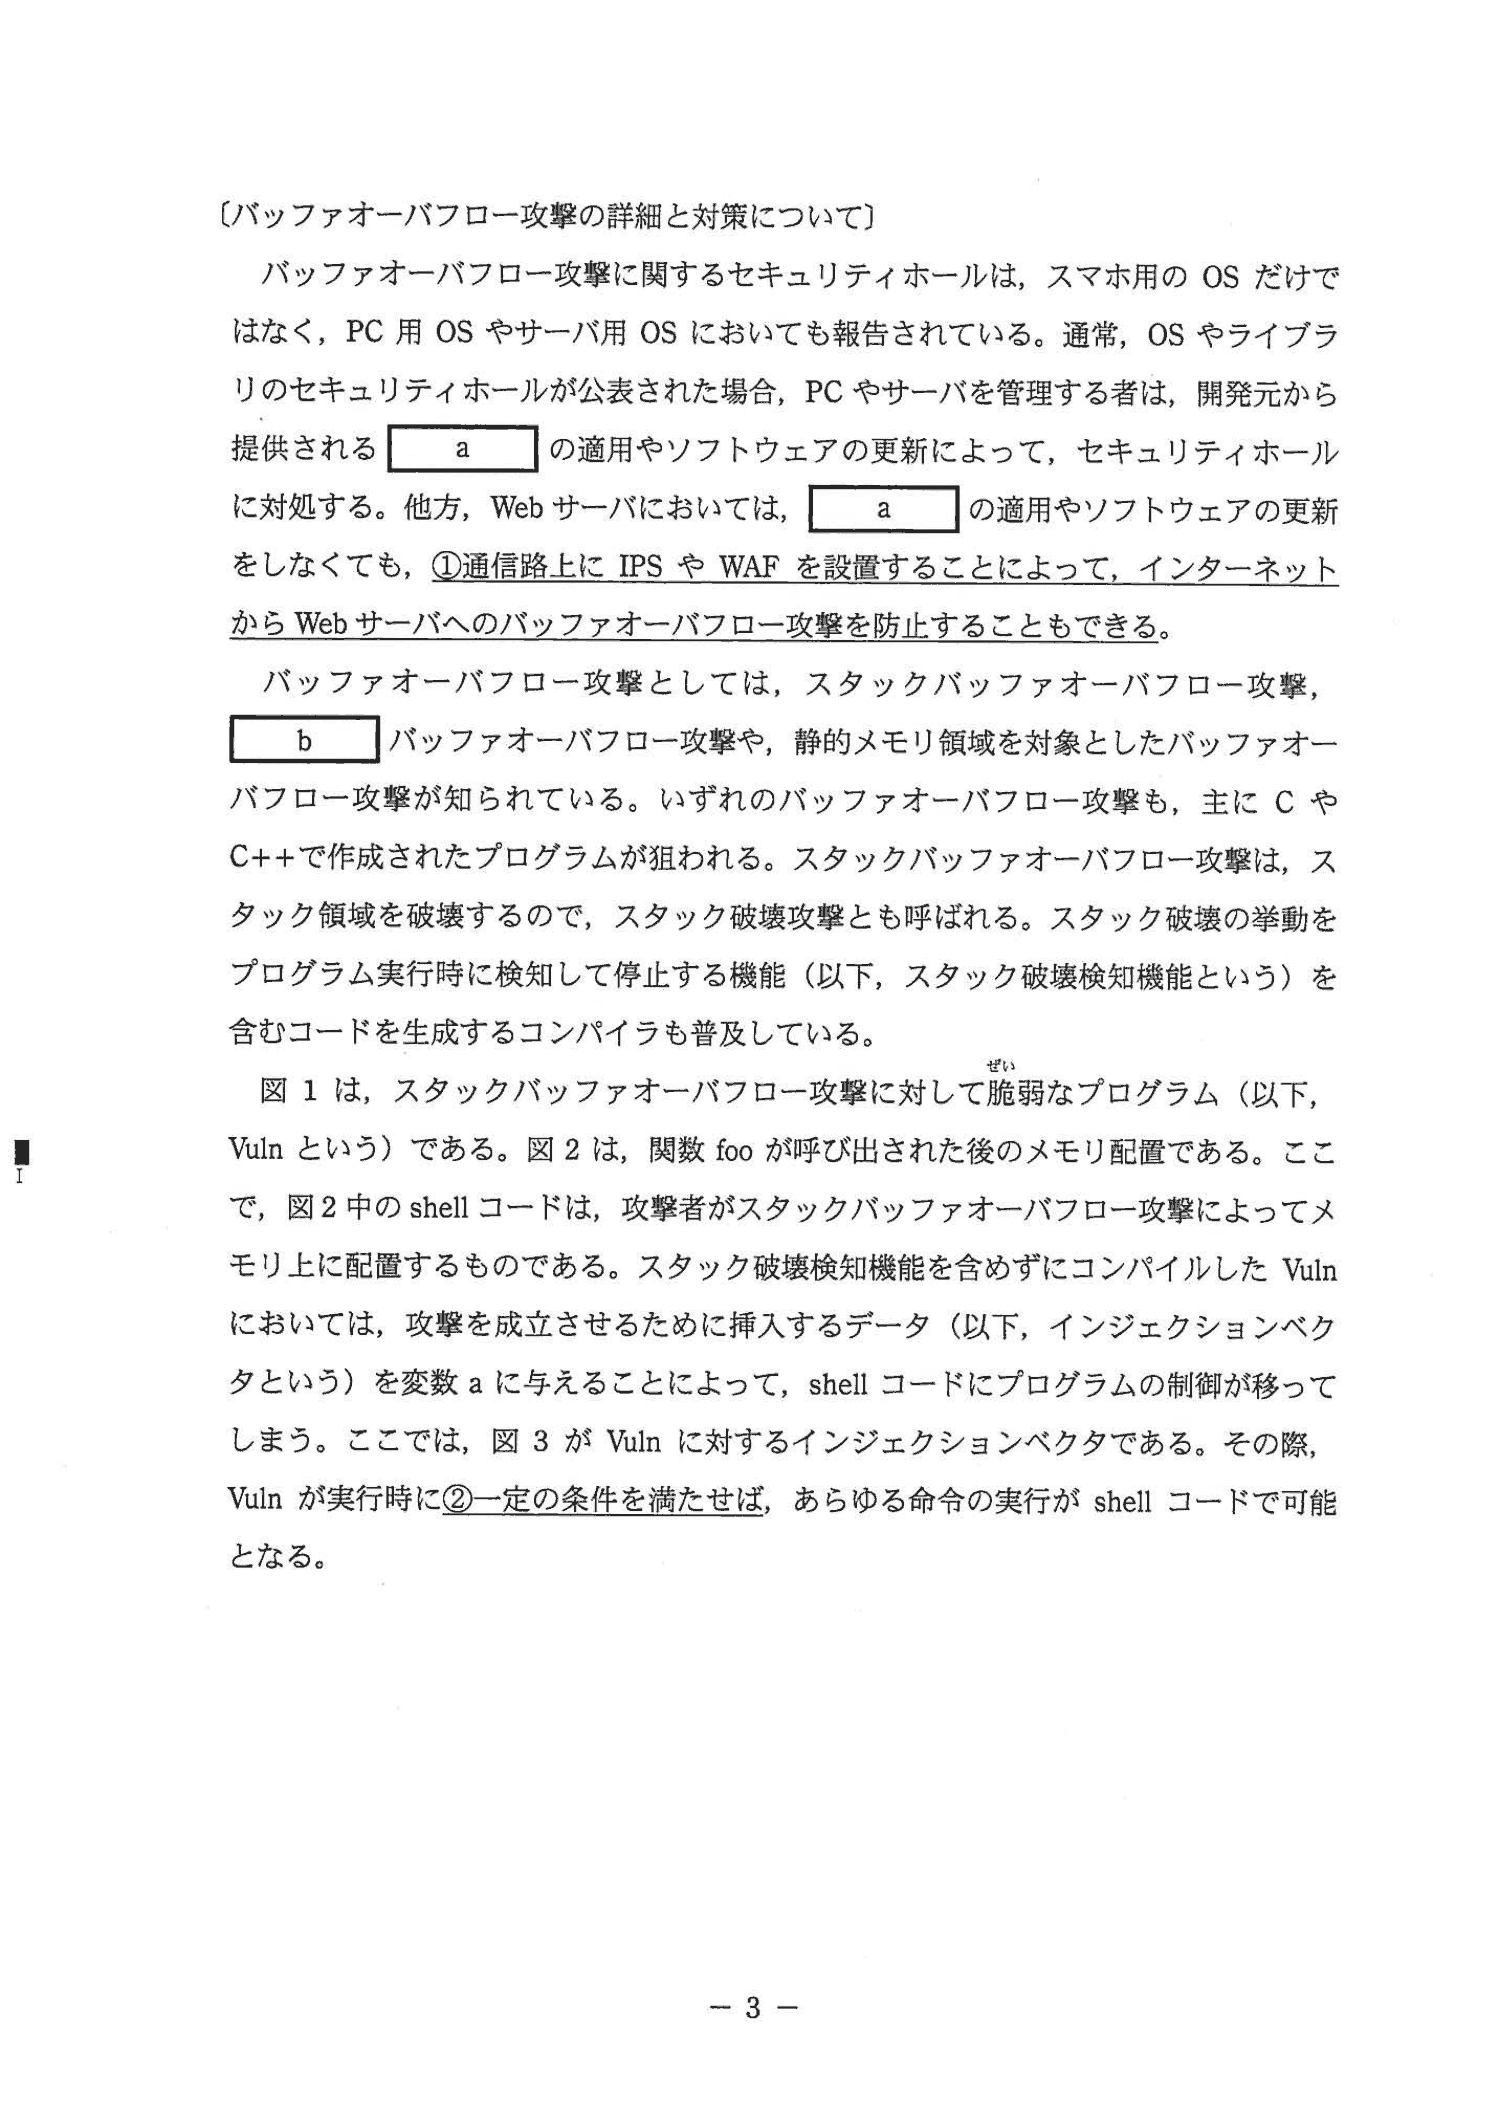 〔バッファオーバフロー攻撃の詳細と対策について〕
バッファオーバフロー攻撃に関するセキュリティホールは，スマホ用の OS だけで
はなく，PC 用 OS やサーバ用 OS においても報告されている。通常，OS やライブラ
リのセキュリティホールが公表された場合，PC やサーバを管理する者は，開発元から
提供される a の適用やソフトウェアの更新によって，セキュリティホール
に対処する。他方，Web サーバにおいては， a の適用やソフトウェアの更新
をしなくても，①通信路上に IPS や WAF を設置することによって，インターネット
から Web サーバへのバッファオーバフロー攻撃を防止することもできる。
バッファオーバフロー攻撃としては，スタックバッファオーバフロー攻撃，
b バッファオーバフロー攻撃や，静的メモリ領域を対象としたバッファオー
バフロー攻撃が知られている。いずれのバッファオーバフロー攻撃も，主に C や
C++で作成されたプログラムが狙われる。スタックバッファオーバフロー攻撃は，ス
タック領域を破壊するので，スタック破壊攻撃とも呼ばれる。スタック破壊の挙動を
プログラム実行時に検知して停止する機能（以下，スタック破壊検知機能という）を
含むコードを生成するコンパイラも普及している。
ぜい
図 1 は，スタックバッファオーバフロー攻撃に対して脆弱なプログラム（以下，
Vuln という）である。図 2 は，関数 foo が呼び出された後のメモリ配置である。ここ
で，図 2 中の shell コードは，攻撃者がスタックバッファオーバフロー攻撃によってメ
モリ上に配置するものである。スタック破壊検知機能を含めずにコンパイルした Vuln
においては，攻撃を成立させるために挿入するデータ（以下，インジェクションベク
タという）を変数 a に与えることによって，shell コードにプログラムの制御が移って
しまう。ここでは，図 3 が Vuln に対するインジェクションベクタである。その際，
Vuln が実行時に②一定の条件を満たせば，あらゆる命令の実行が shell コードで可能
となる。
I
－ 3 －